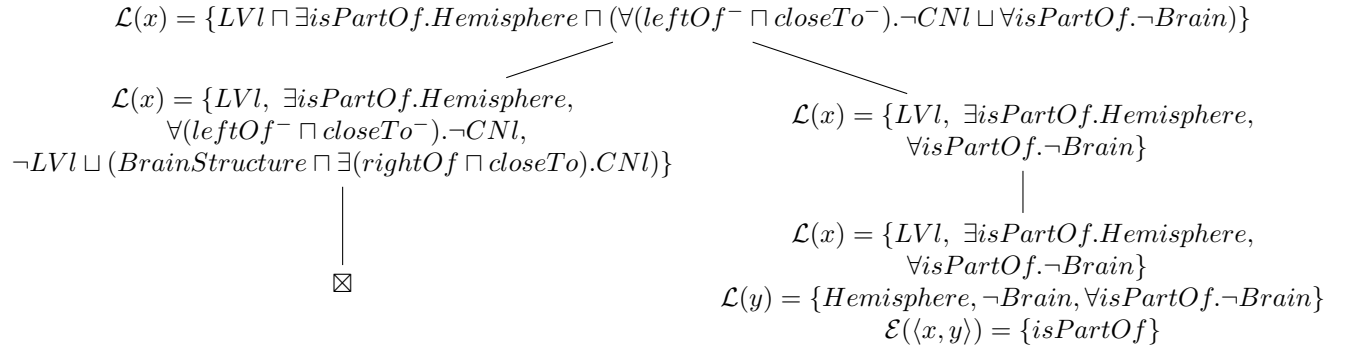 ℒ(x) = {LVl ⊓ ∃isPartOf.Hemisphere ⊓ (∀(leftOf⁻ ⊓ closeTo⁻).¬CNl ⊔ ∀isPartOf.¬Brain)}
ℒ(x) = {LVl, ∃isPartOf.Hemisphere,
∀(leftOf⁻ ⊓ closeTo⁻).¬CNl,
¬LVl ⊔ (BrainStructure ⊓ ∃(rightOf ⊓ closeTo).CNl)}
⊠
ℒ(x) = {LVl, ∃isPartOf.Hemisphere,
∀isPartOf.¬Brain}
ℒ(x) = {LVl, ∃isPartOf.Hemisphere,
∀isPartOf.¬Brain}
ℒ(y) = {Hemisphere, ¬Brain, ∀isPartOf.¬Brain}
ℰ(⟨x, y⟩) = {isPartOf}